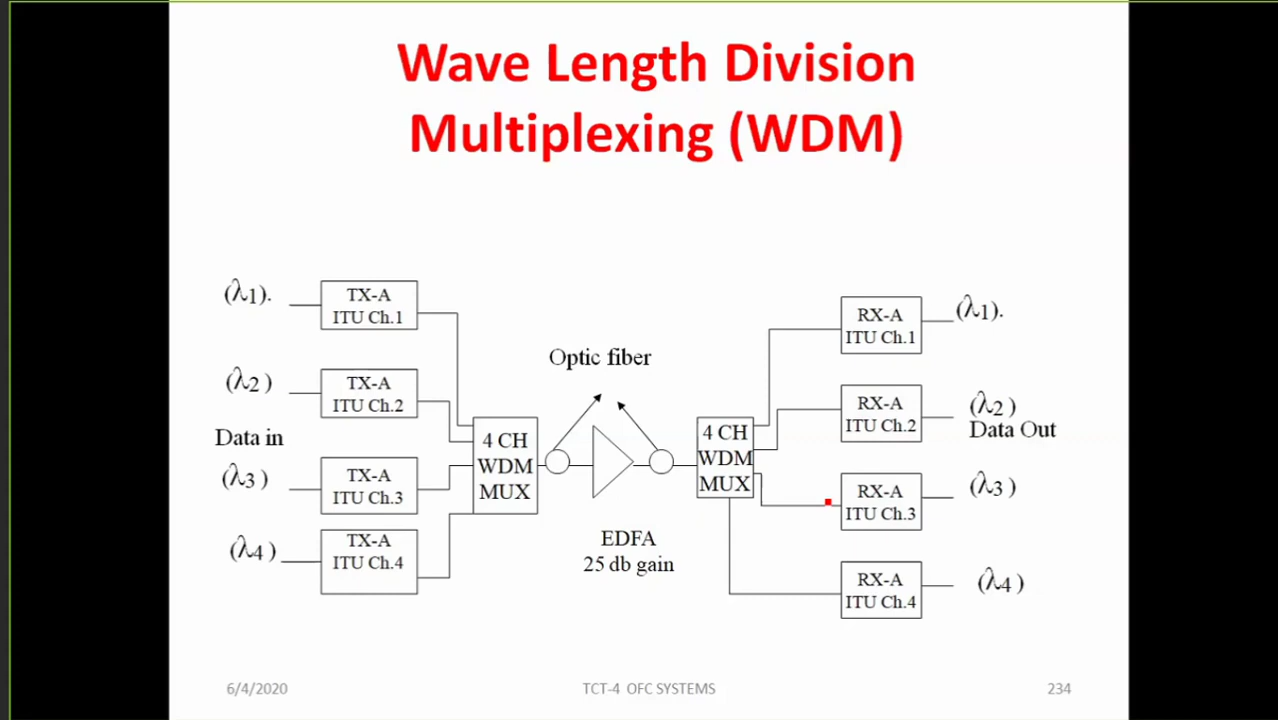 Wave Length Division
Multiplexing (WDM)
(λ1).
TX-A
ITU Ch.1
(λ2)
TX-A
ITU Ch.2
Data in
(λ3)
TX-A
ITU Ch.3
(λ4)
TX-A
ITU Ch.4
4 CH
WDM
MUX
Optic fiber
EDFA
25 db gain
4 CH
WDM
MUX
RX-A
ITU Ch.1
(λ1).
RX-A
ITU Ch.2
(λ2)
Data Out
RX-A
ITU Ch.3
(λ3)
RX-A
ITU Ch.4
(λ4)
6/4/2020
TCT-4 OFC SYSTEMS
234